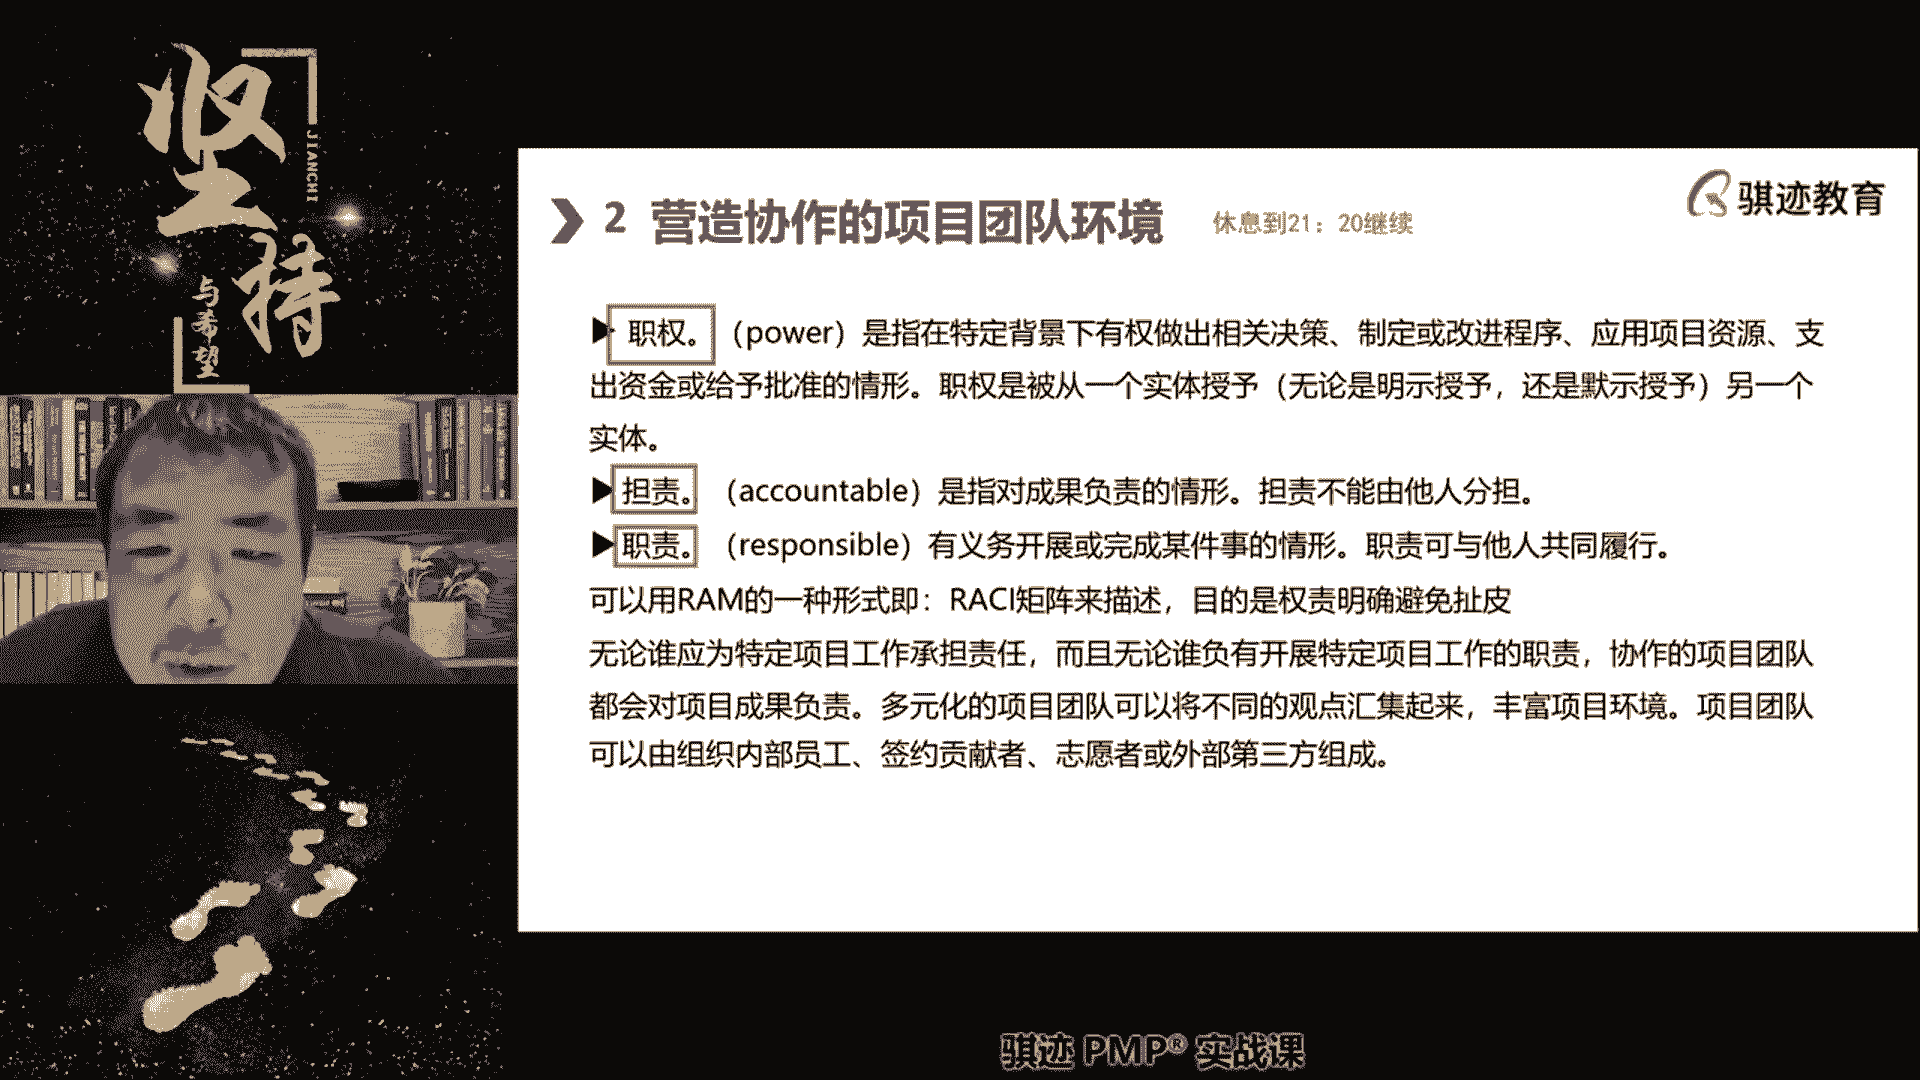 坚持
JIANCHI
与希望
骐迹教育
2 营造协作的项目团队环境 休息到21：20继续
职权。（power）是指在特定背景下有权做出相关决策、制定或改进程序、应用项目资源、支
出资金或给予批准的情形。职权是被从一个实体授予（无论是明示授予，还是默示授予）另一个
实体。
担责。（accountable）是指对成果负责的情形。担责不能由他人分担。
职责。（responsible）有义务开展或完成某件事的情形。职责可与他人共同履行。
可以用RAM的一种形式即：RACI矩阵来描述，目的是权责明确避免扯皮
无论谁应为特定项目工作承担责任，而且无论谁负有开展特定项目工作的职责，协作的项目团队
都会对项目成果负责。多元化的项目团队可以将不同的观点汇集起来，丰富项目环境。项目团队
可以由组织内部员工、签约贡献者、志愿者或外部第三方组成。
骐迹 PMP® 实战课